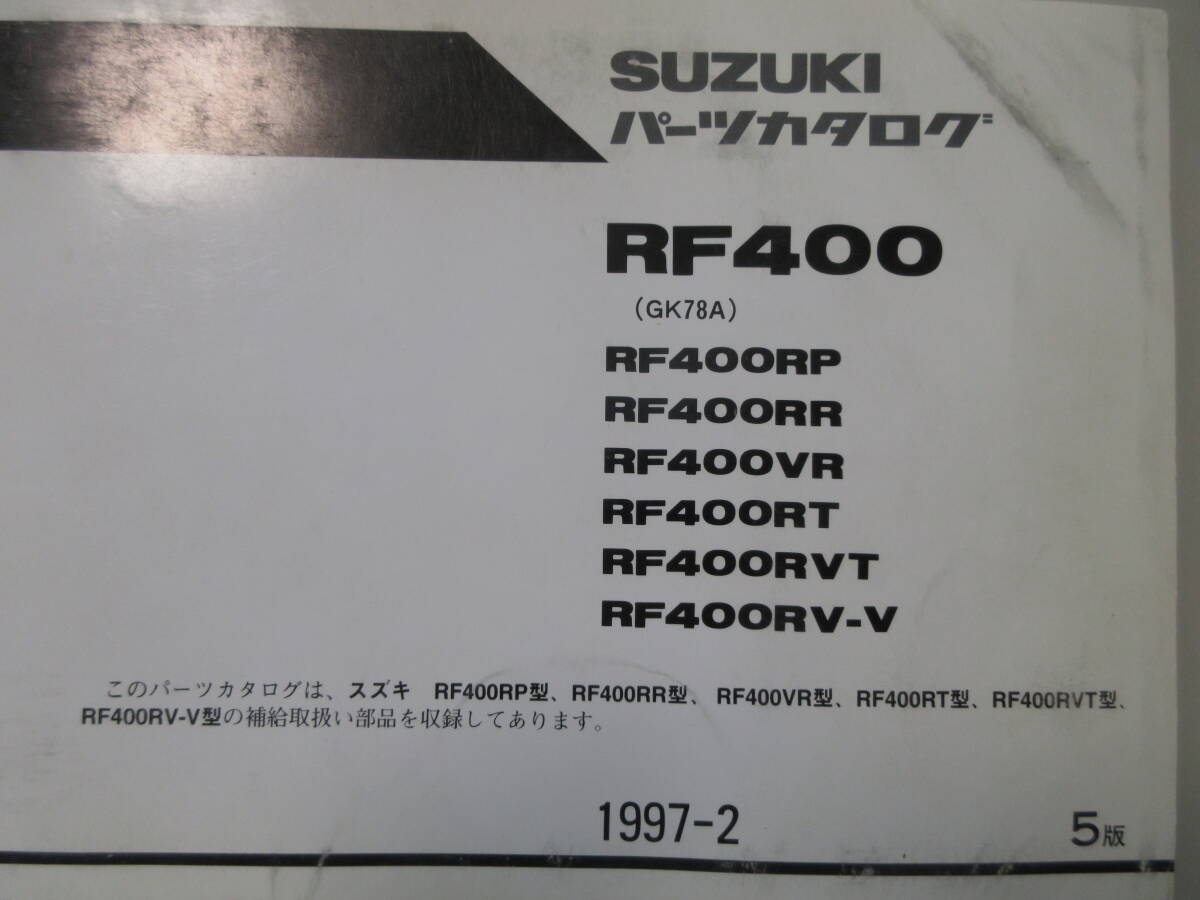 SUZUKI
パーツカタログ
RF400
(GK78A)
RF400RP
RF400RR
RF400VR
RF400RT
RF400RVT
RF400RV-V
このパーツカタログは、スズキ RF400RP型、RF400RR型、RF400VR型、RF400RT型、RF400RVT型、
RF400RV-V型の補給取扱い部品を収録してあります。
1997-2 5版